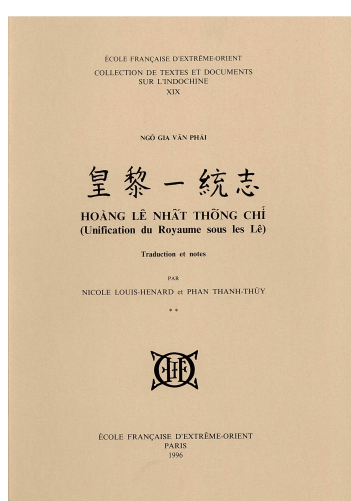 ÉCOLE FRANÇAISE D'EXTRÊME-ORIENT
COLLECTION DE TEXTES ET DOCUMENTS
SUR L'INDOCHINE
XIX
NGÔ GIA VĂN PHÁI
皇黎一統志
HOÀNG LÊ NHẤT THỐNG CHÍ
(Unification du Royaume sous les Lê)
Traduction et notes
PAR
NICOLE LOUIS-HENARD et PHAN THANH-THỦY
* *
ÉCOLE FRANÇAISE D'EXTRÊME-ORIENT
PARIS
1996